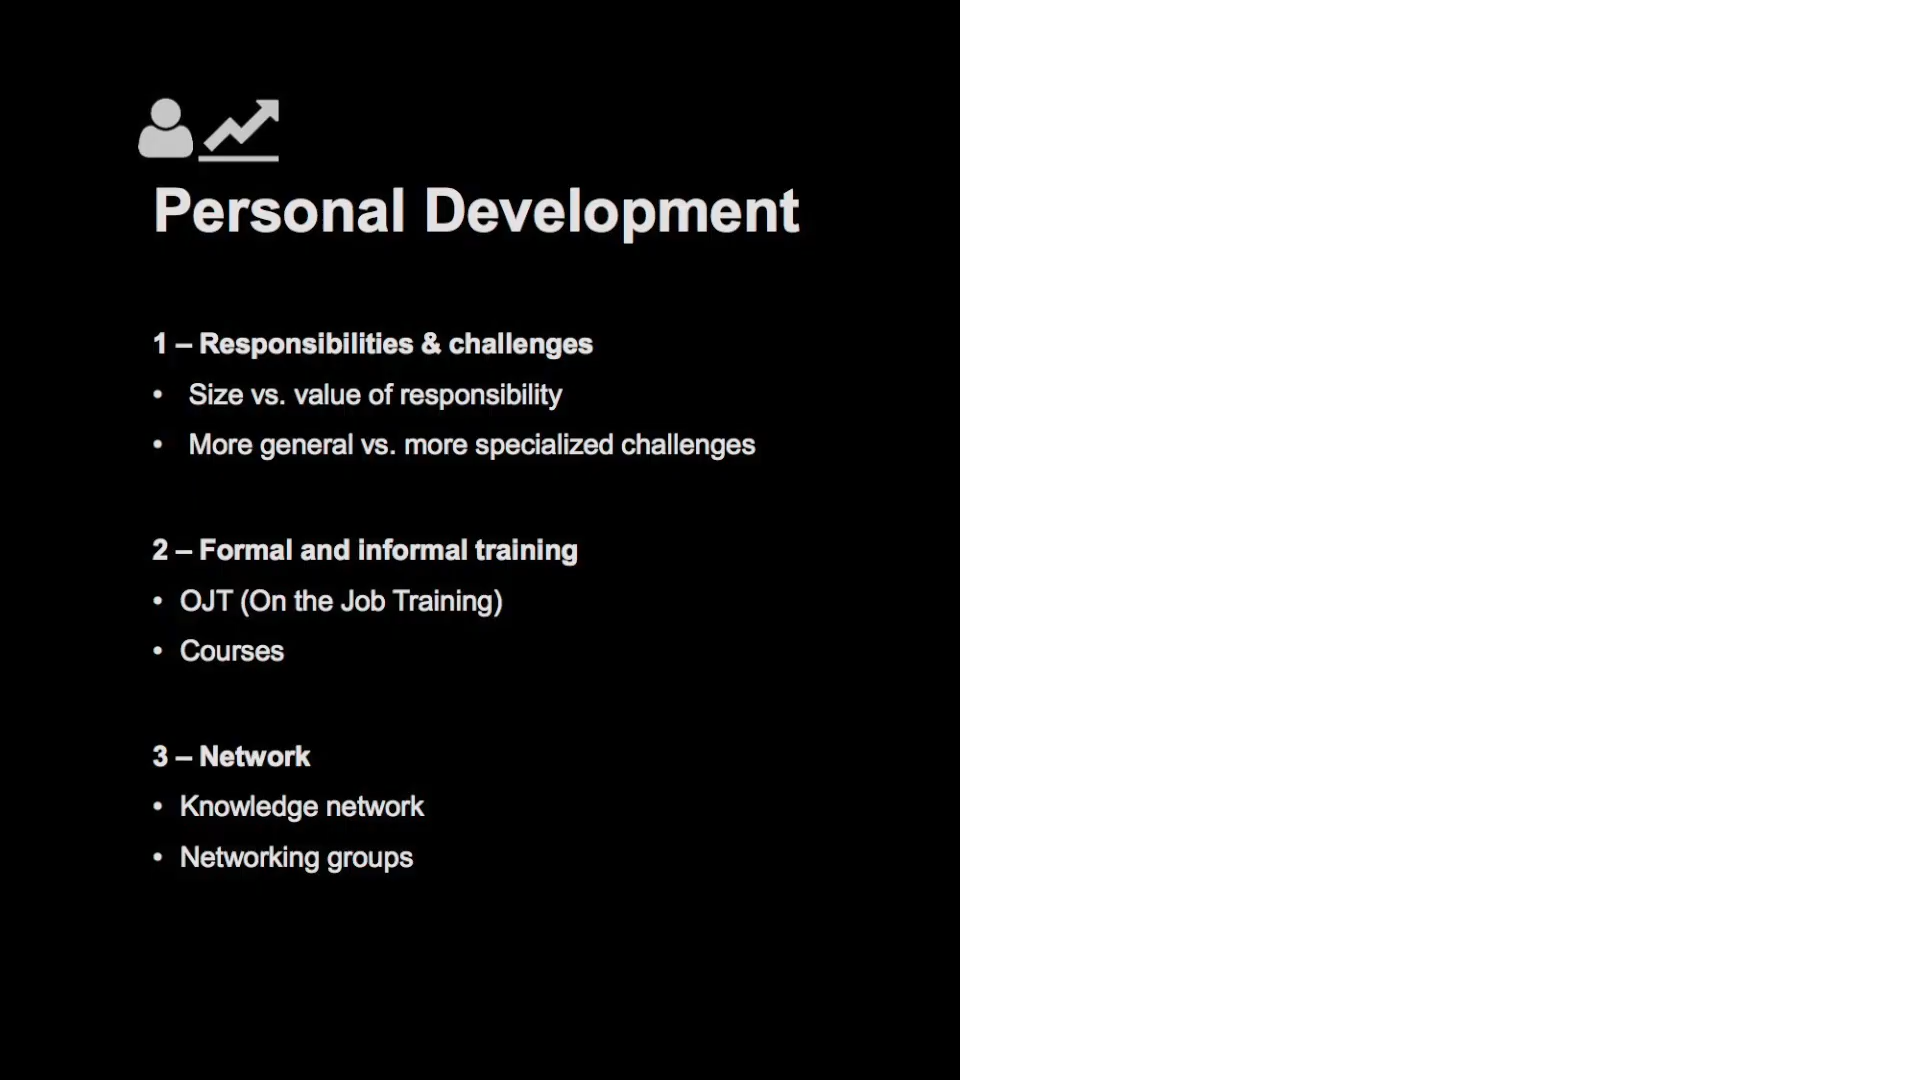 Personal Development
1 – Responsibilities & challenges
• Size vs. value of responsibility
• More general vs. more specialized challenges
2 – Formal and informal training
• OJT (On the Job Training)
• Courses
3 – Network
• Knowledge network
• Networking groups